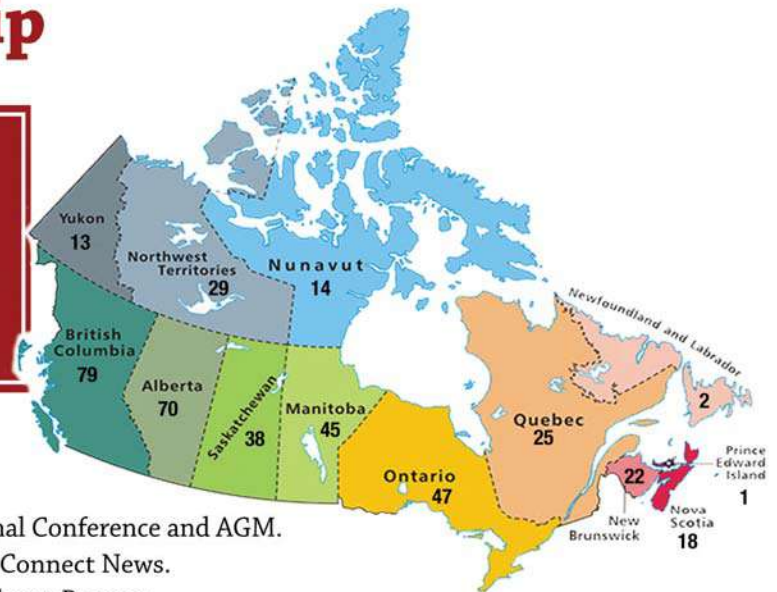 ip
Yukon
13
Northwest
Territories
29
Nunavut
14
British
Columbia
79
Alberta
70
Saskatchewan
38
Manitoba
45
Ontario
47
Quebec
25
Newfoundland and Labrador
2
Prince
Edward
Island
1
22
New
Brunswick
Nova
Scotia
18
nal Conference and AGM.
Connect News.